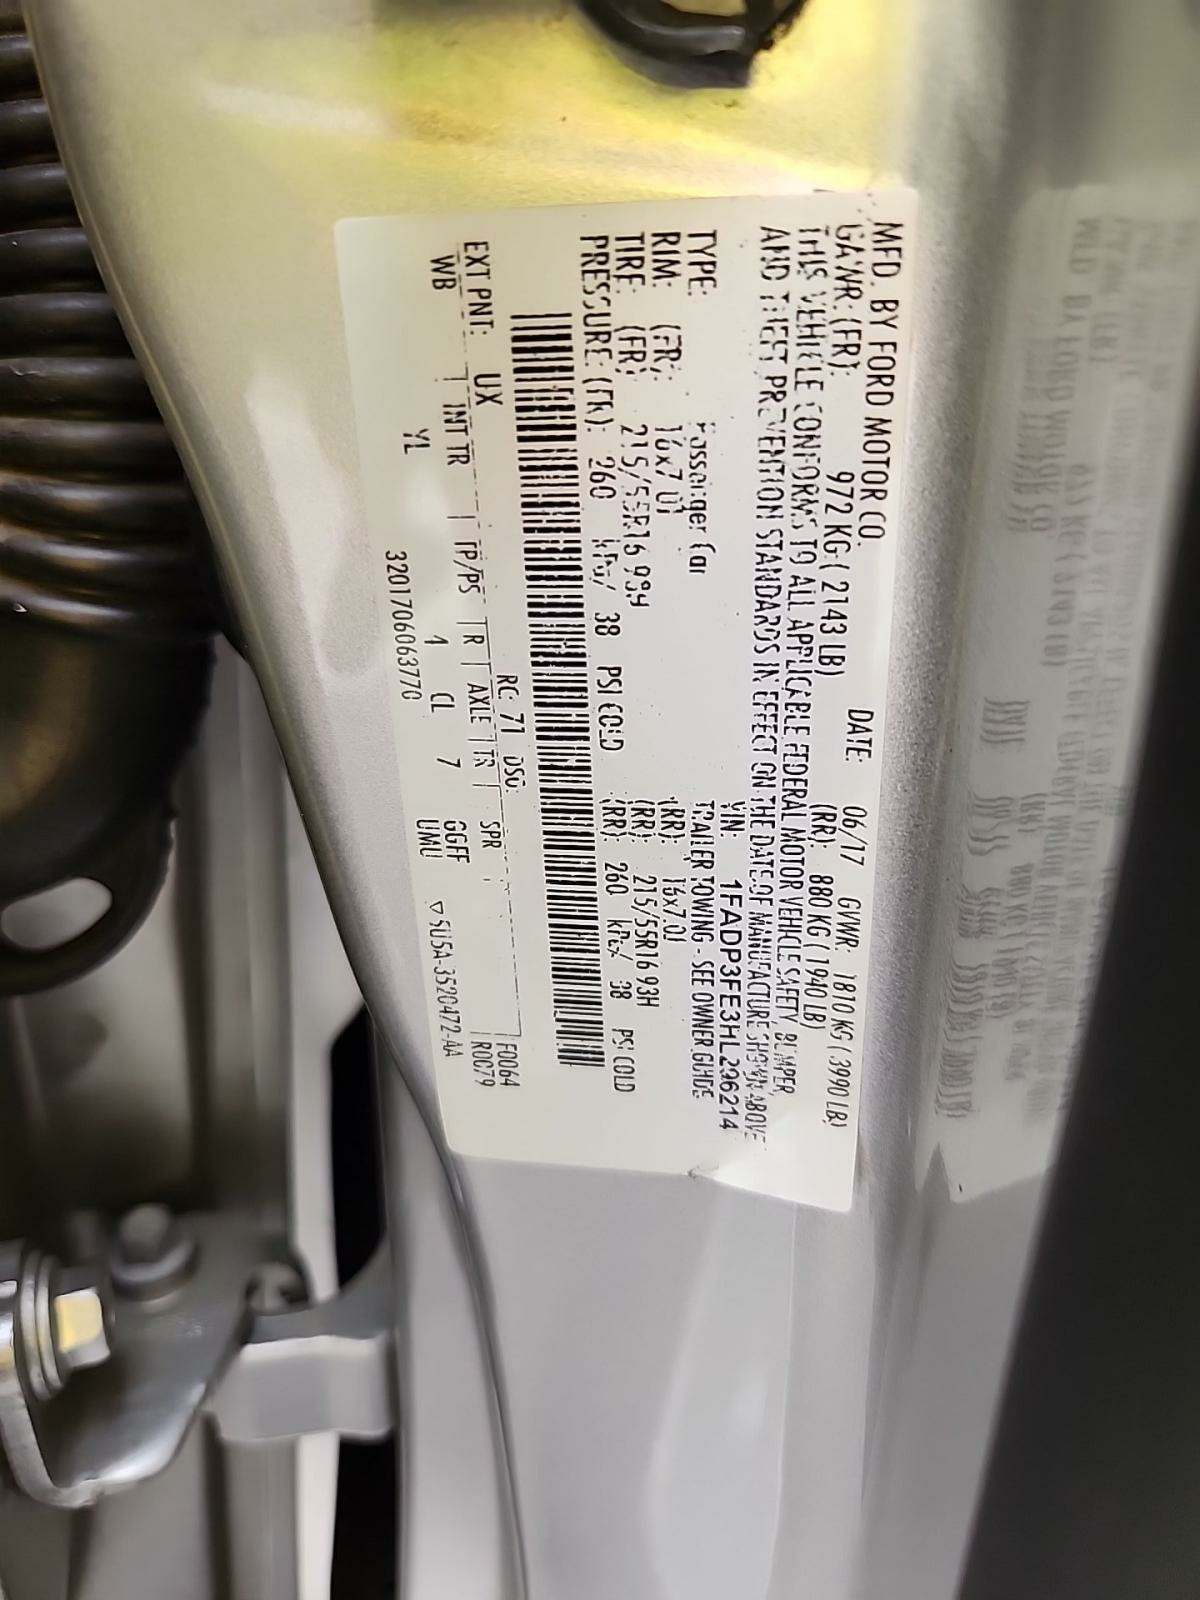 MFD. BY FORD MOTOR CO. DATE: 06/17 GVWR: 1810 KG ( 3990 LB)
GAWR: (FR): 972 KG ( 2143 LB) (RR): 880 KG ( 1940 LB)
THIS VEHICLE CONFORMS TO ALL APPLICABLE FEDERAL MOTOR VEHICLE SAFETY, BUMPER,
AND THEFT PREVENTION STANDARDS IN EFFECT ON THE DATE OF MANUFACTURE SHOWN ABOVE
VIN: 1FADP3FE3HL296214
TYPE: Passenger Car TRAILER TOWING - SEE OWNER GUIDE
RIM: (FR): 16x7.0J (RR): 16x7.0J
TIRE: (FR): 215/55R16 93H (RR): 215/55R16 93H
PRESSURE: (FR): 260 kPa/ 38 PSI COLD (RR): 260 kPa/ 38 PSI COLD
EXT PNT: UX RC: 71 DSO: F0064
WB INT TR TP/PS R AXLE TR SPR R0079
YL 4 CL 7 GGFF
3201706063770 UMU ▽5U5A-3520472-AA